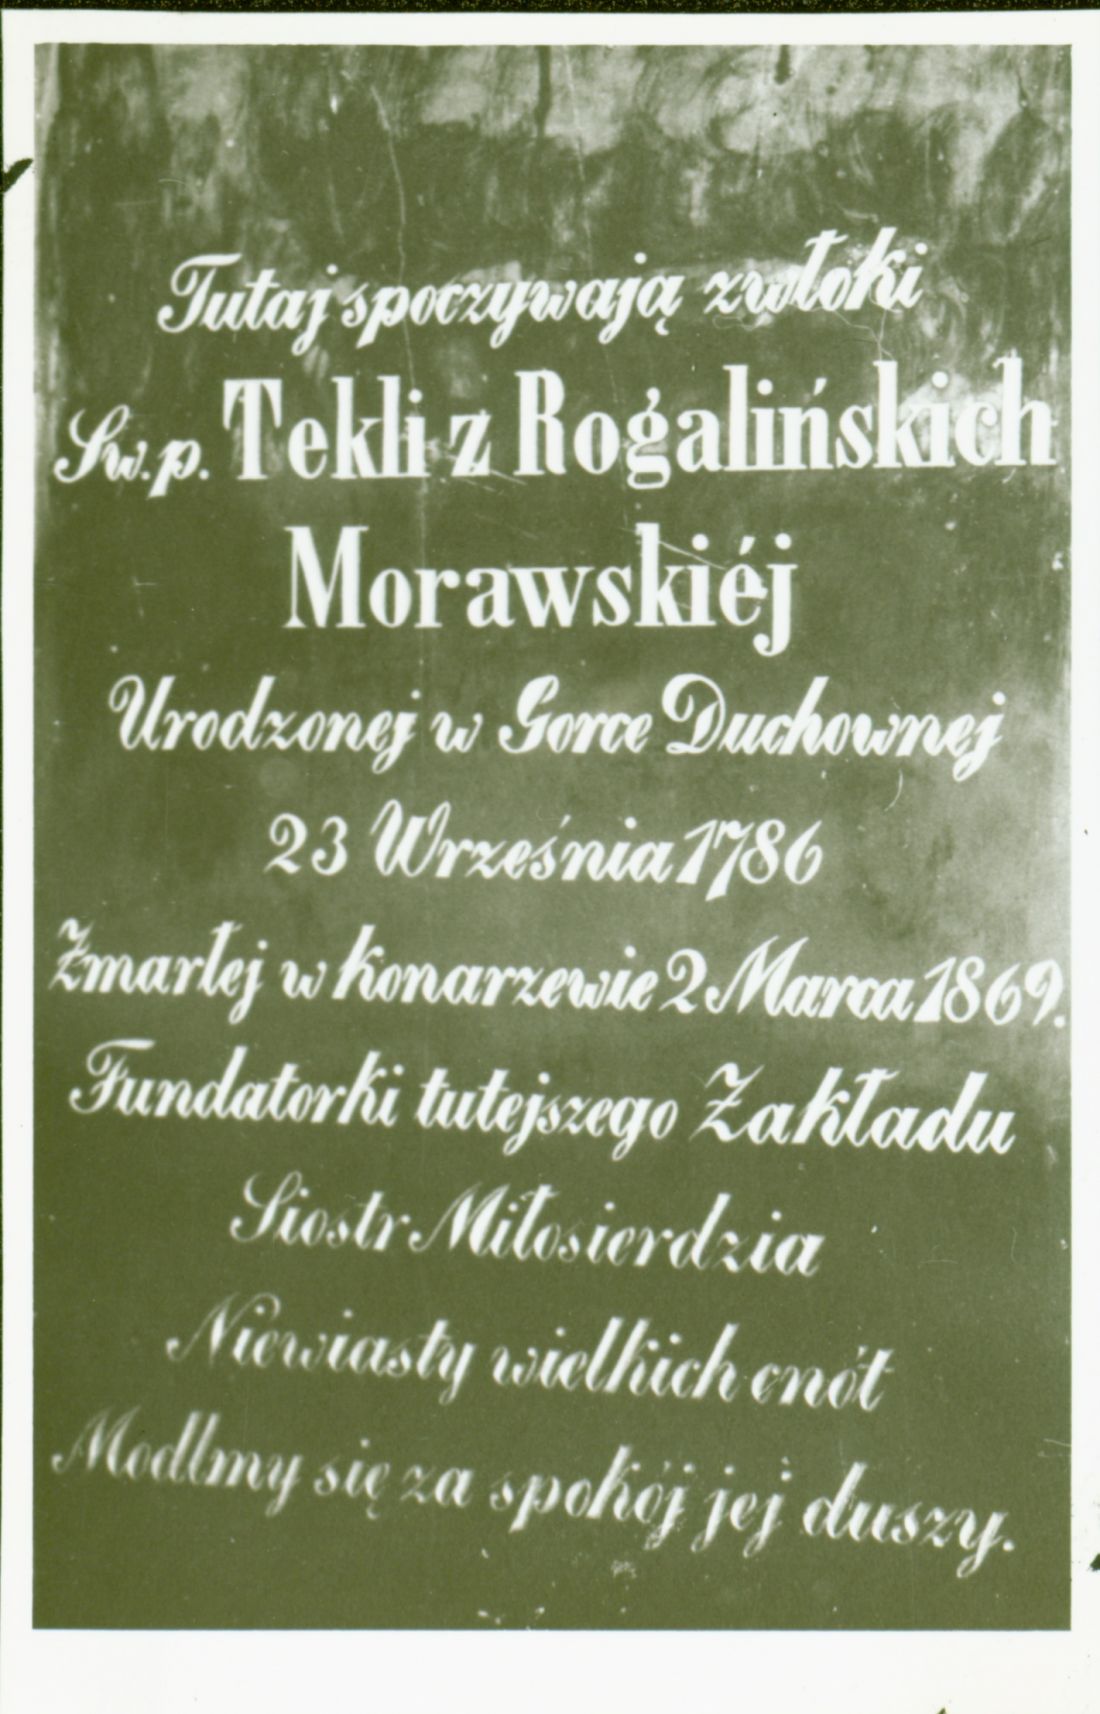 Tutaj spoczywają zwłoki
Sw.p. Tekli z Rogalińskich
Morawskiéj
Urodzonej w Gorce Duchownej
23 Września 1786
Zmarłej w Konarzewie 2 Marca 1869.
Fundatorki tutejszego Zakładu
Siostr Miłosierdzia
Niewiasty wielkich cnót
Modlmy się za spokój jej duszy.